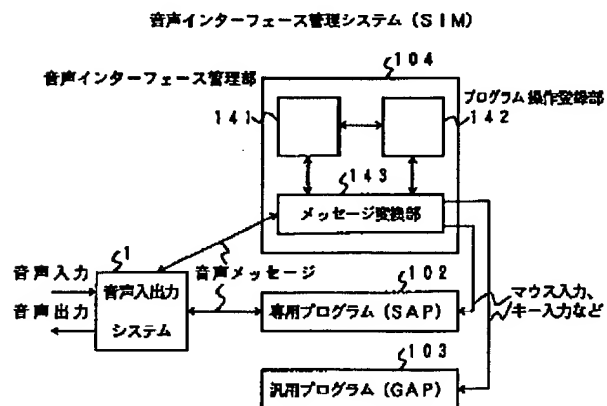 音声インターフェース管理システム(SIM)
104
音声インターフェース管理部
プログラム操作登録部
141
142
143
メッセージ変換部
1
音声メッセージ
音声入力
音声出力
音声入出力
システム
102
専用プログラム(SAP)
マウス入力、
キー入力など
103
汎用プログラム(GAP)